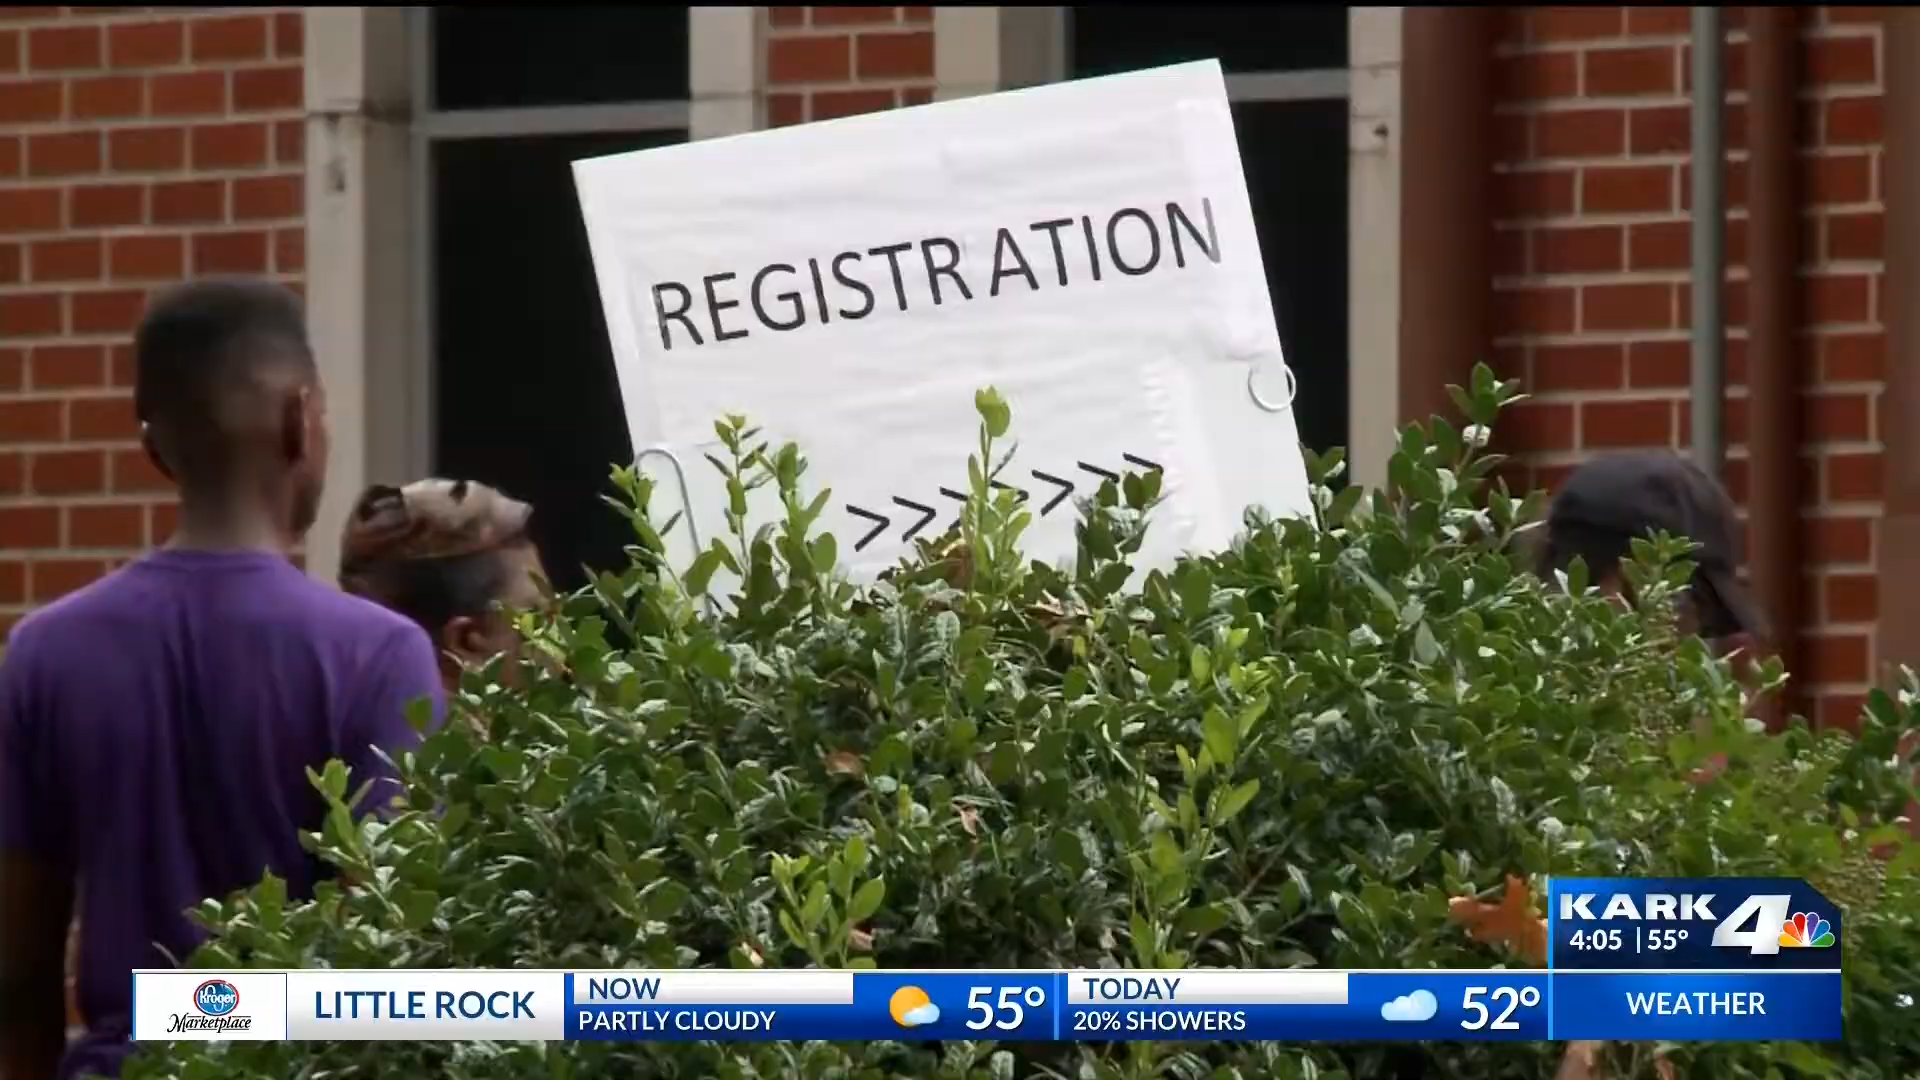 REGISTRATION
>>>>>>>
KARK 4
4:05 | 55°
Kroger
Marketplace
LITTLE ROCK
NOW
PARTLY CLOUDY
55°
TODAY
20% SHOWERS
52°
WEATHER